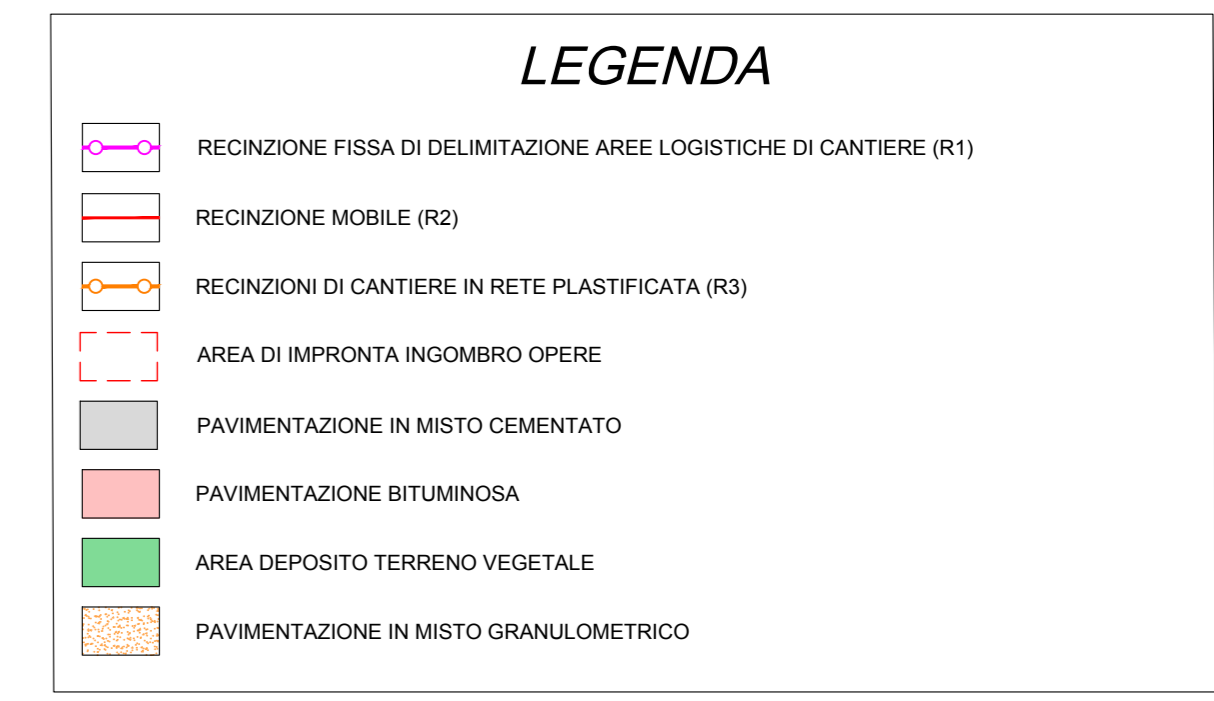 LEGENDA
RECINZIONE FISSA DI DELIMITAZIONE AREE LOGISTICHE DI CANTIERE (R1)
RECINZIONE MOBILE (R2)
RECINZIONI DI CANTIERE IN RETE PLASTIFICATA (R3)
AREA DI IMPRONTA INGOMBRO OPERE
PAVIMENTAZIONE IN MISTO CEMENTATO
PAVIMENTAZIONE BITUMINOSA
AREA DEPOSITO TERRENO VEGETALE
PAVIMENTAZIONE IN MISTO GRANULOMETRICO